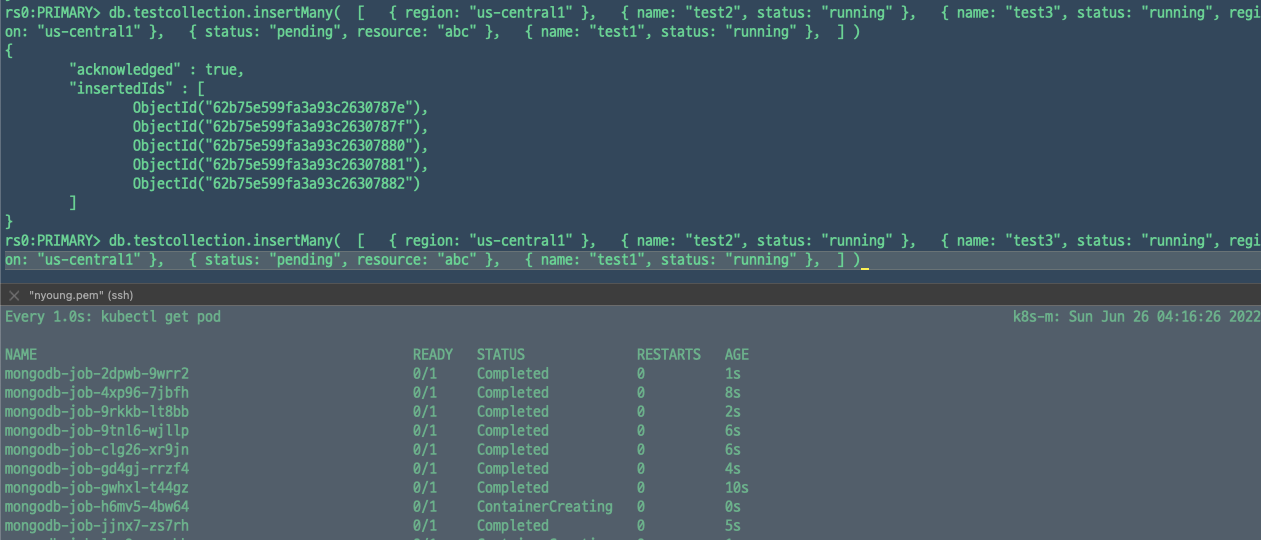 rs0:PRIMARY> db.testcollection.insertMany(  [   { region: "us-central1" },   { name: "test2", status: "running" },   { name: "test3", status: "running", regi
on: "us-central1" },   { status: "pending", resource: "abc" },   { name: "test1", status: "running" },  ] )
{
        "acknowledged" : true,
        "insertedIds" : [
                ObjectId("62b75e599fa3a93c2630787e"),
                ObjectId("62b75e599fa3a93c2630787f"),
                ObjectId("62b75e599fa3a93c26307880"),
                ObjectId("62b75e599fa3a93c26307881"),
                ObjectId("62b75e599fa3a93c26307882")
        ]
}
rs0:PRIMARY> db.testcollection.insertMany(  [   { region: "us-central1" },   { name: "test2", status: "running" },   { name: "test3", status: "running", regi
on: "us-central1" },   { status: "pending", resource: "abc" },   { name: "test1", status: "running" },  ] )
"nyoung.pem" (ssh)
Every 1.0s: kubectl get pod    k8s-m: Sun Jun 26 04:16:26 2022
NAME    READY   STATUS    RESTARTS   AGE
mongodb-job-2dpwb-9wrr2    0/1   Completed    0   1s
mongodb-job-4xp96-7jbfh    0/1   Completed    0   8s
mongodb-job-9rkkb-lt8bb    0/1   Completed    0   2s
mongodb-job-9tnl6-wjllp    0/1   Completed    0   6s
mongodb-job-clg26-xr9jn    0/1   Completed    0   6s
mongodb-job-gd4gj-rrzf4    0/1   Completed    0   4s
mongodb-job-gwhxl-t44gz    0/1   Completed    0   10s
mongodb-job-h6mv5-4bw64    0/1   ContainerCreating   0   0s
mongodb-job-jjnx7-zs7rh    0/1   Completed    0   5s